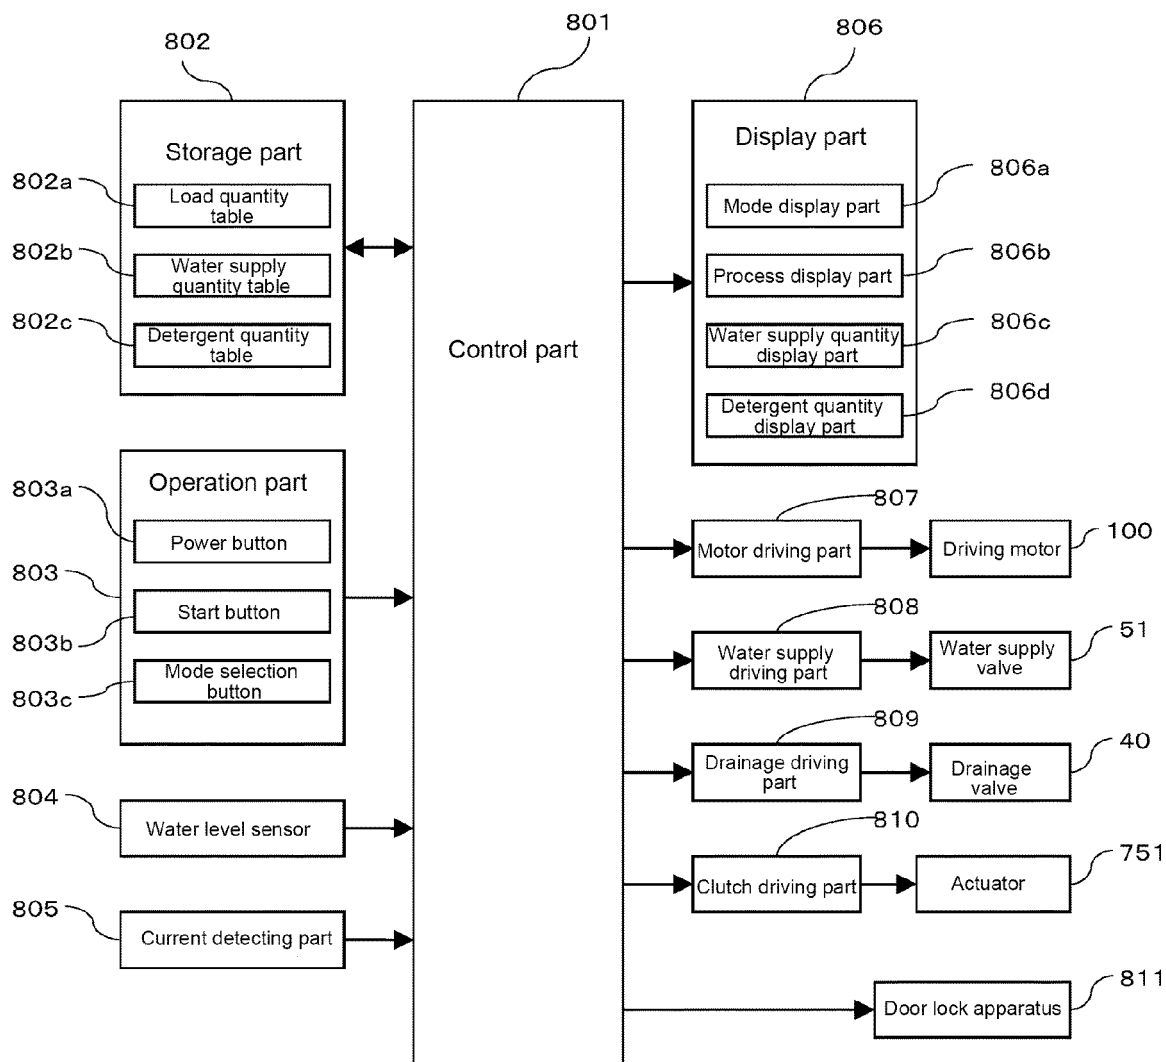 802
801
806
Storage part
802a
Load quantity
table
802b
Water supply
quantity table
802c
Detergent quantity
table
Control part
Display part
806a
Mode display part
806b
Process display part
806c
Water supply quantity
display part
806d
Detergent quantity
display part
Operation part
803a
Power button
803
Start button
803b
Mode selection
button
803c
804
Water level sensor
805
Current detecting part
807
Motor driving part
Driving motor
100
808
Water supply
driving part
Water supply
valve
51
809
Drainage driving
part
Drainage
valve
40
810
Clutch driving part
Actuator
751
Door lock apparatus
811